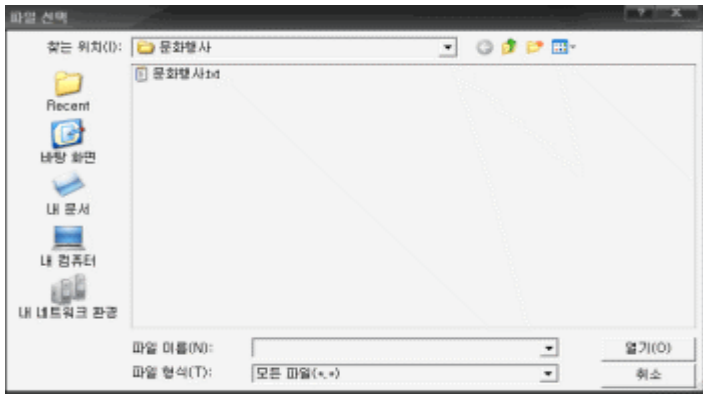 파일 선택
찾는 위치(I): 문화행사
문화행사.txt
Recent
바탕 화면
내 문서
내 컴퓨터
내 네트워크 환경
파일 이름(N):
열기(O)
파일 형식(T): 모든 파일(*.*)
취소